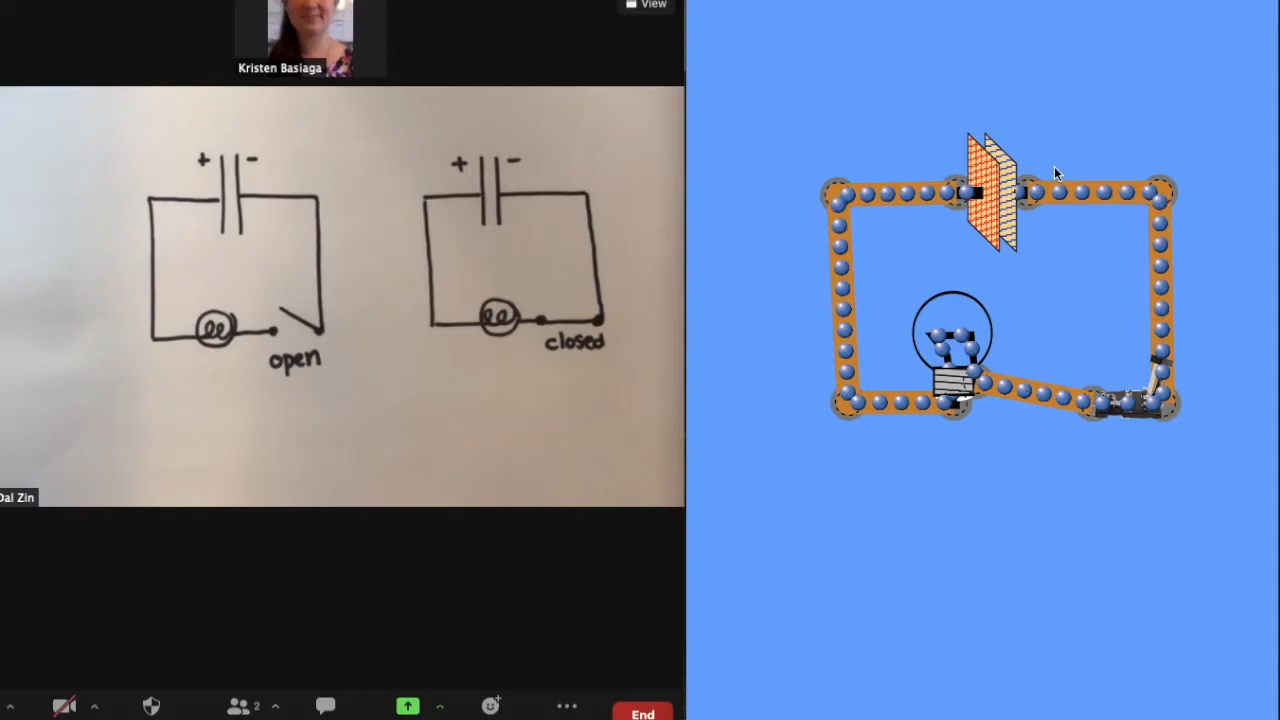 View
Kristen Basiaga
+ -
+ -
open
closed
Dal Zin
2
End